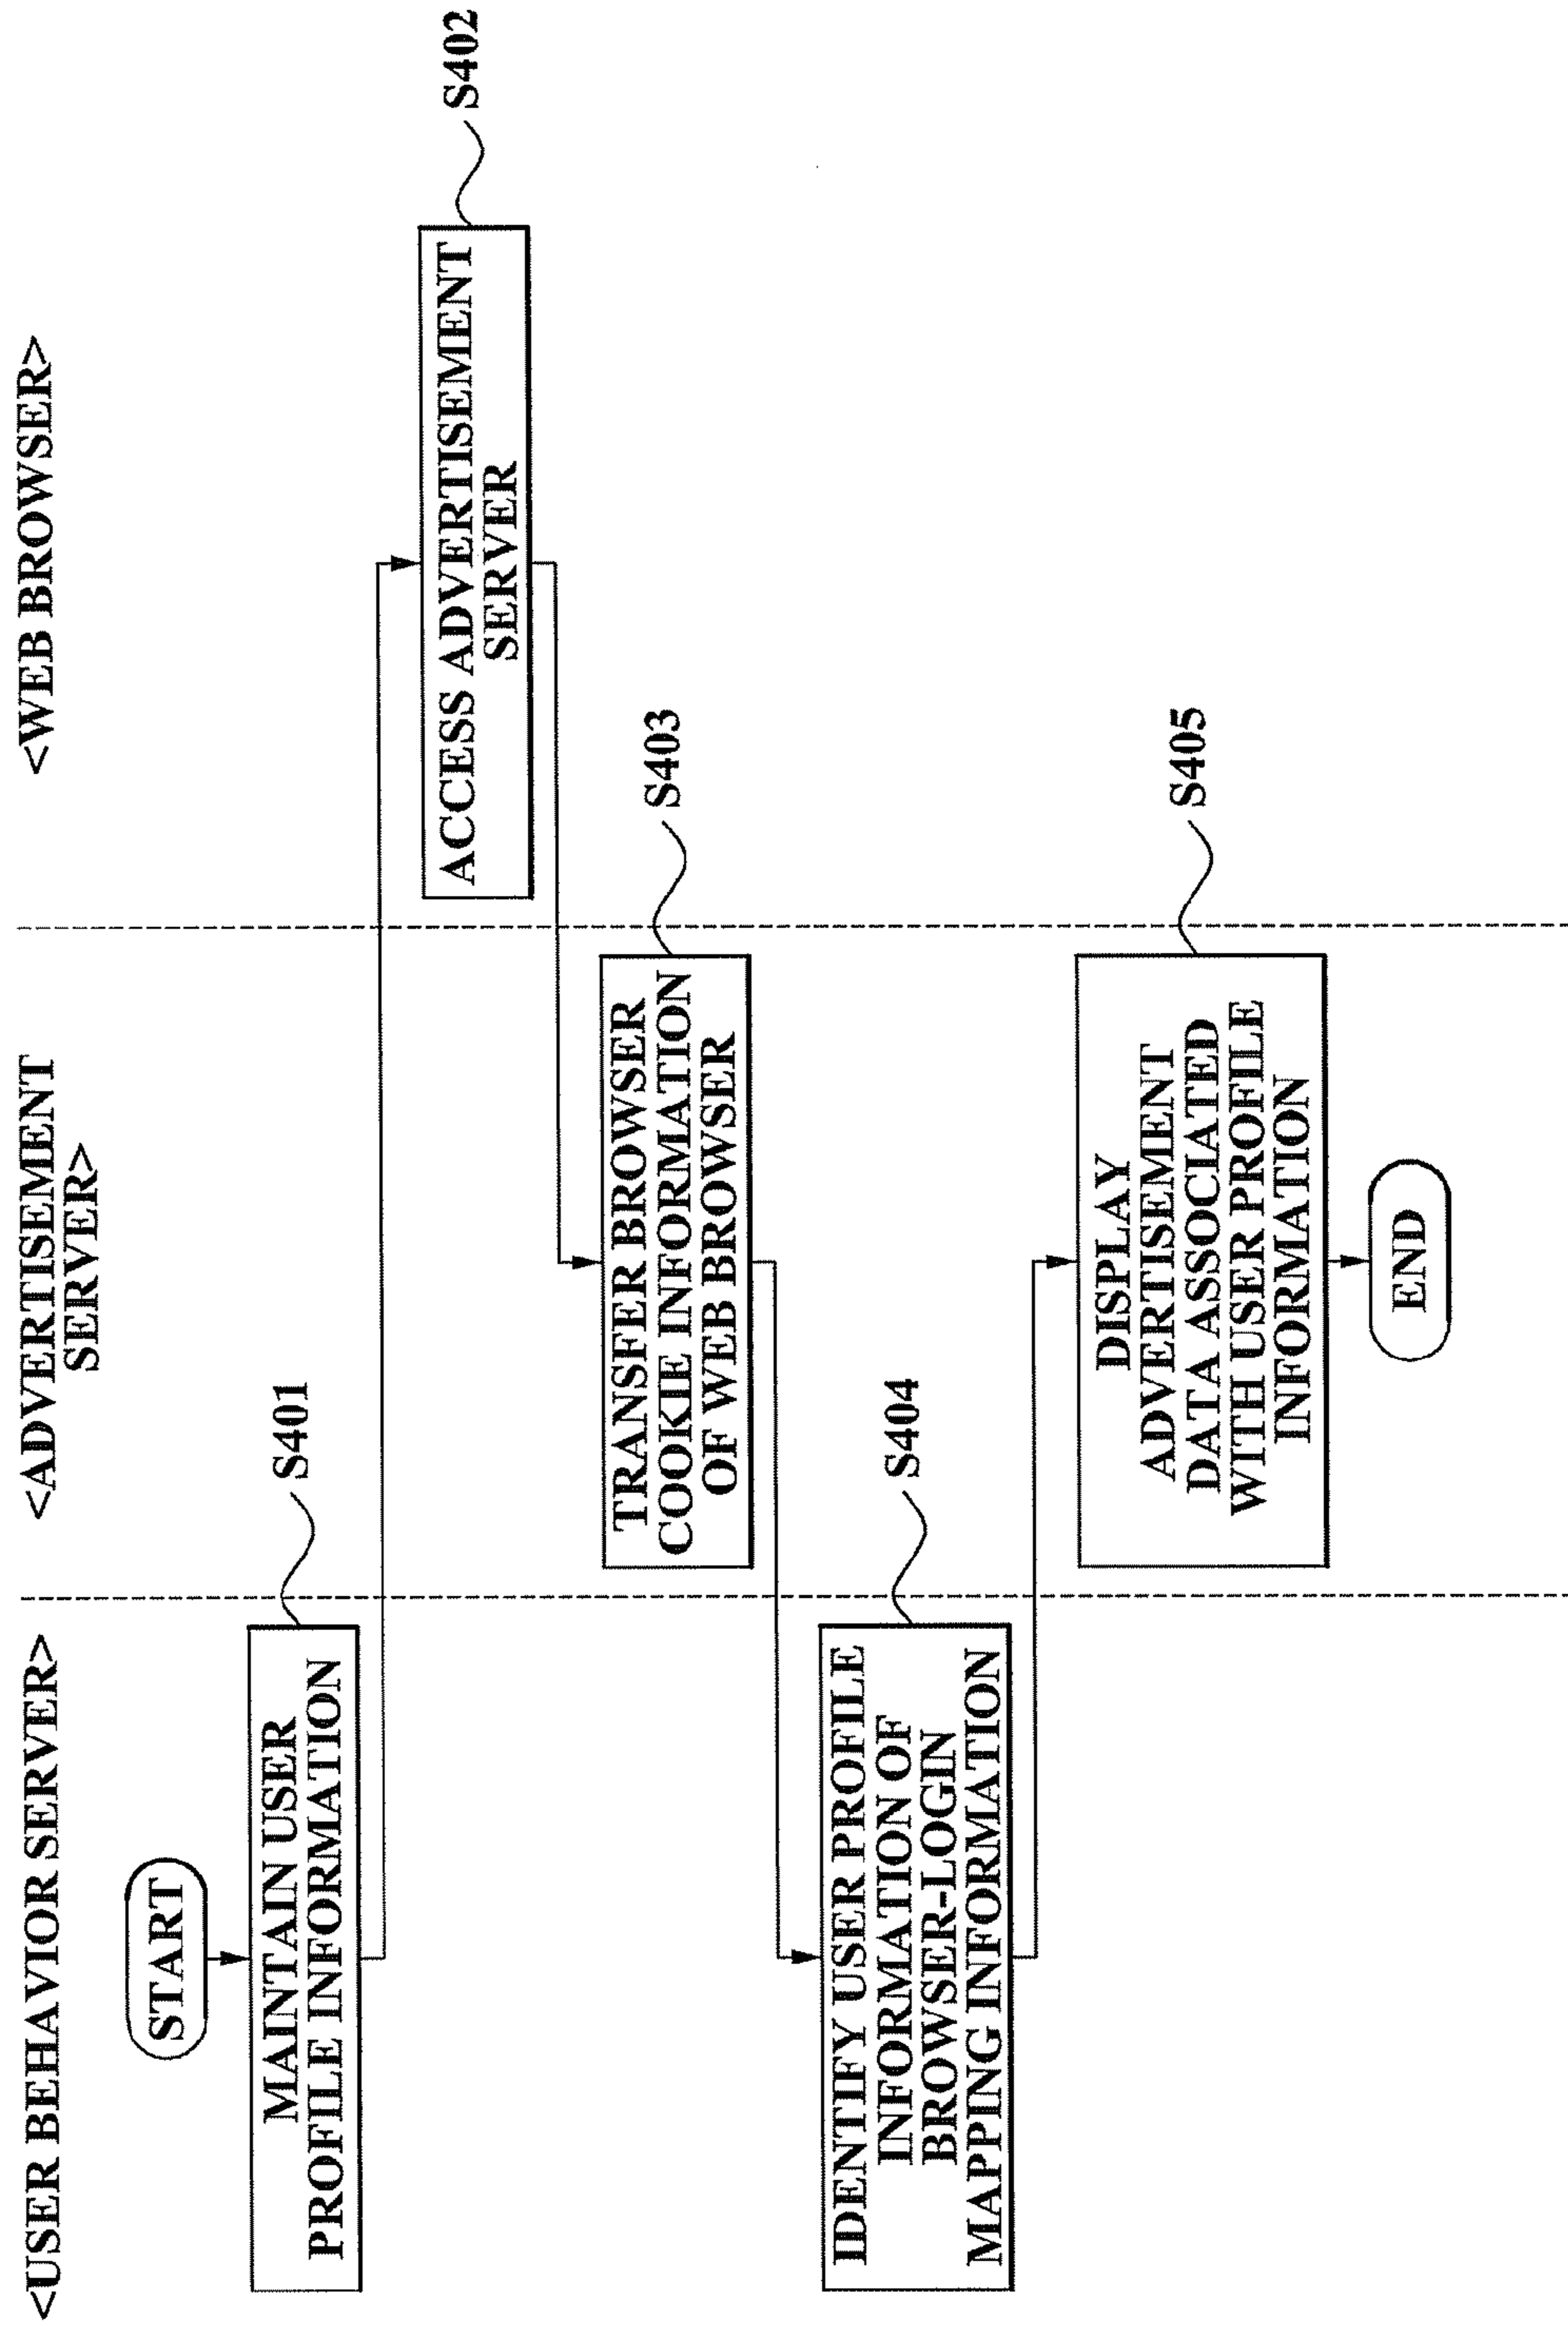 <USER BEHAVIOR SERVER>
<ADVERTISEMENT
SERVER>
<WEB BROWSER>
START
MAINTAIN USER
PROFILE INFORMATION
S401
ACCESS ADVERTISEMENT
SERVER
S402
TRANSFER BROWSER
COOKIE INFORMATION
OF WEB BROWSER
S403
IDENTIFY USER PROFILE
INFORMATION OF
BROWSER-LOGIN
MAPPING INFORMATION
S404
DISPLAY
ADVERTISEMENT
DATA ASSOCIATED
WITH USER PROFILE
INFORMATION
S405
END